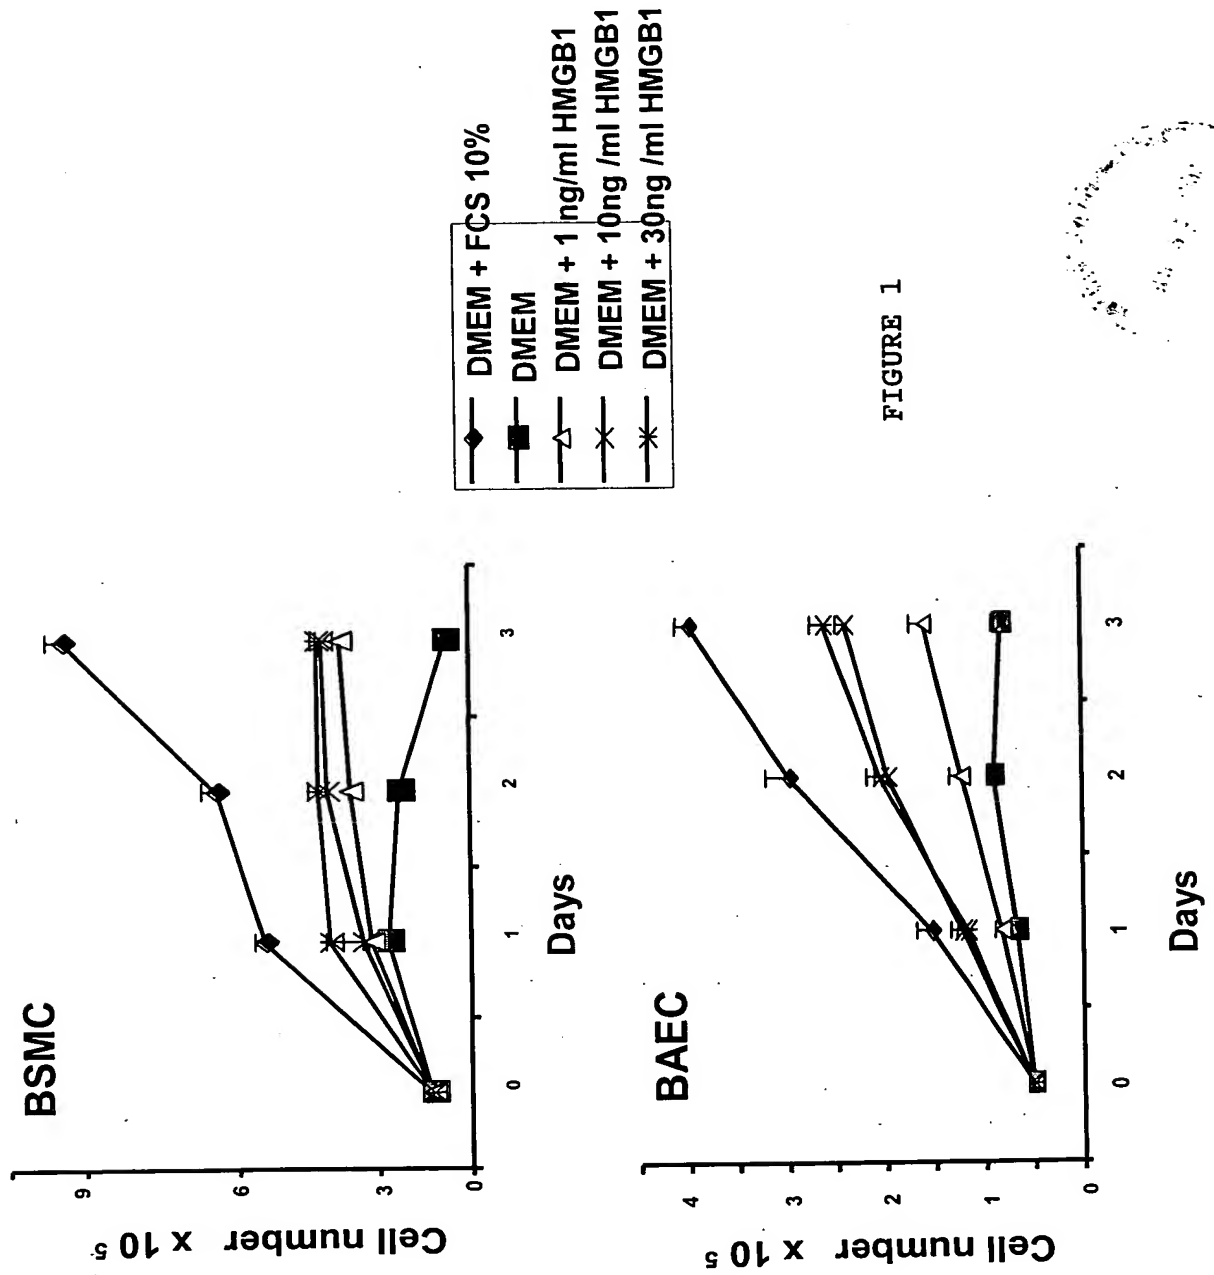 BSMC
9
6
3
0
Cell number x 10 5
0
1
2
3
Days
BAEC
4
3
2
1
0
Cell number x 10 5
0
1
2
3
Days
DMEM + FCS 10%
DMEM
DMEM + 1 ng/ml HMGB1
DMEM + 10ng /ml HMGB1
DMEM + 30ng /ml HMGB1
FIGURE 1